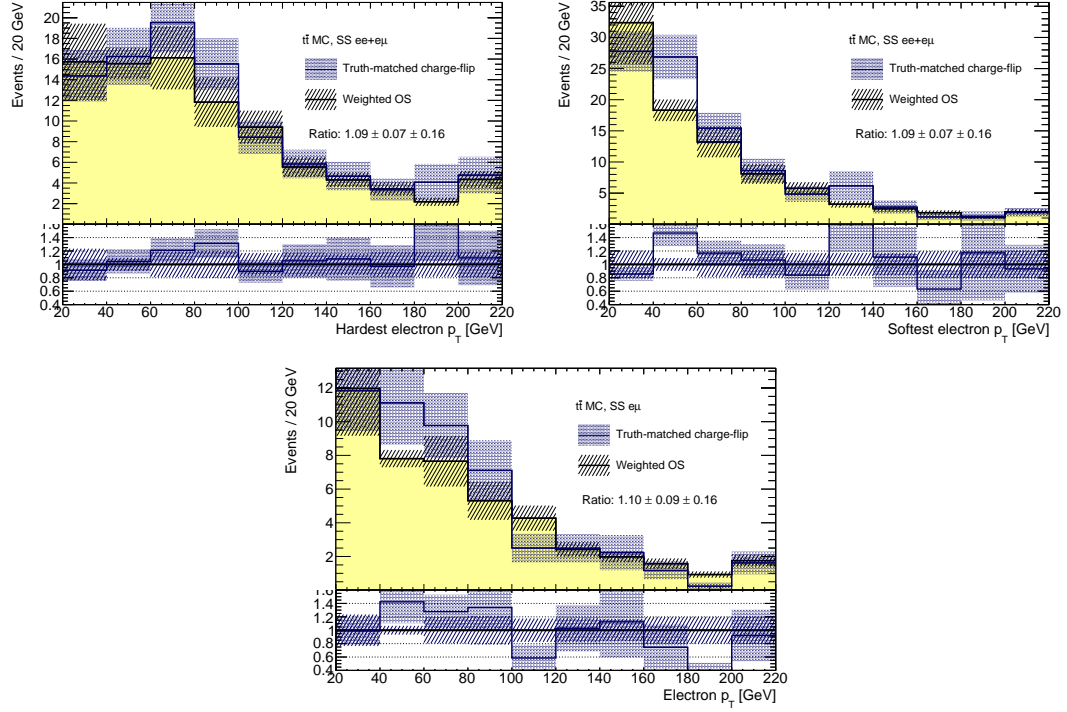 Events / 20 GeV
20
18
16
14
12
10
8
6
4
2
tt̄ MC, SS ee+eμ
Truth-matched charge-flip
Weighted OS
Ratio: 1.09 ± 0.07 ± 0.16
1.6
1.4
1.2
1
0.8
0.6
0.4
20 40 60 80 100 120 140 160 180 200 220
Hardest electron p_T [GeV]
Events / 20 GeV
35
30
25
20
15
10
5
tt̄ MC, SS ee+eμ
Truth-matched charge-flip
Weighted OS
Ratio: 1.09 ± 0.07 ± 0.16
1.6
1.4
1.2
1
0.8
0.6
0.4
20 40 60 80 100 120 140 160 180 200 220
Softest electron p_T [GeV]
Events / 20 GeV
12
10
8
6
4
2
tt̄ MC, SS eμ
Truth-matched charge-flip
Weighted OS
Ratio: 1.10 ± 0.09 ± 0.16
1.6
1.4
1.2
1
0.8
0.6
0.4
20 40 60 80 100 120 140 160 180 200 220
Electron p_T [GeV]